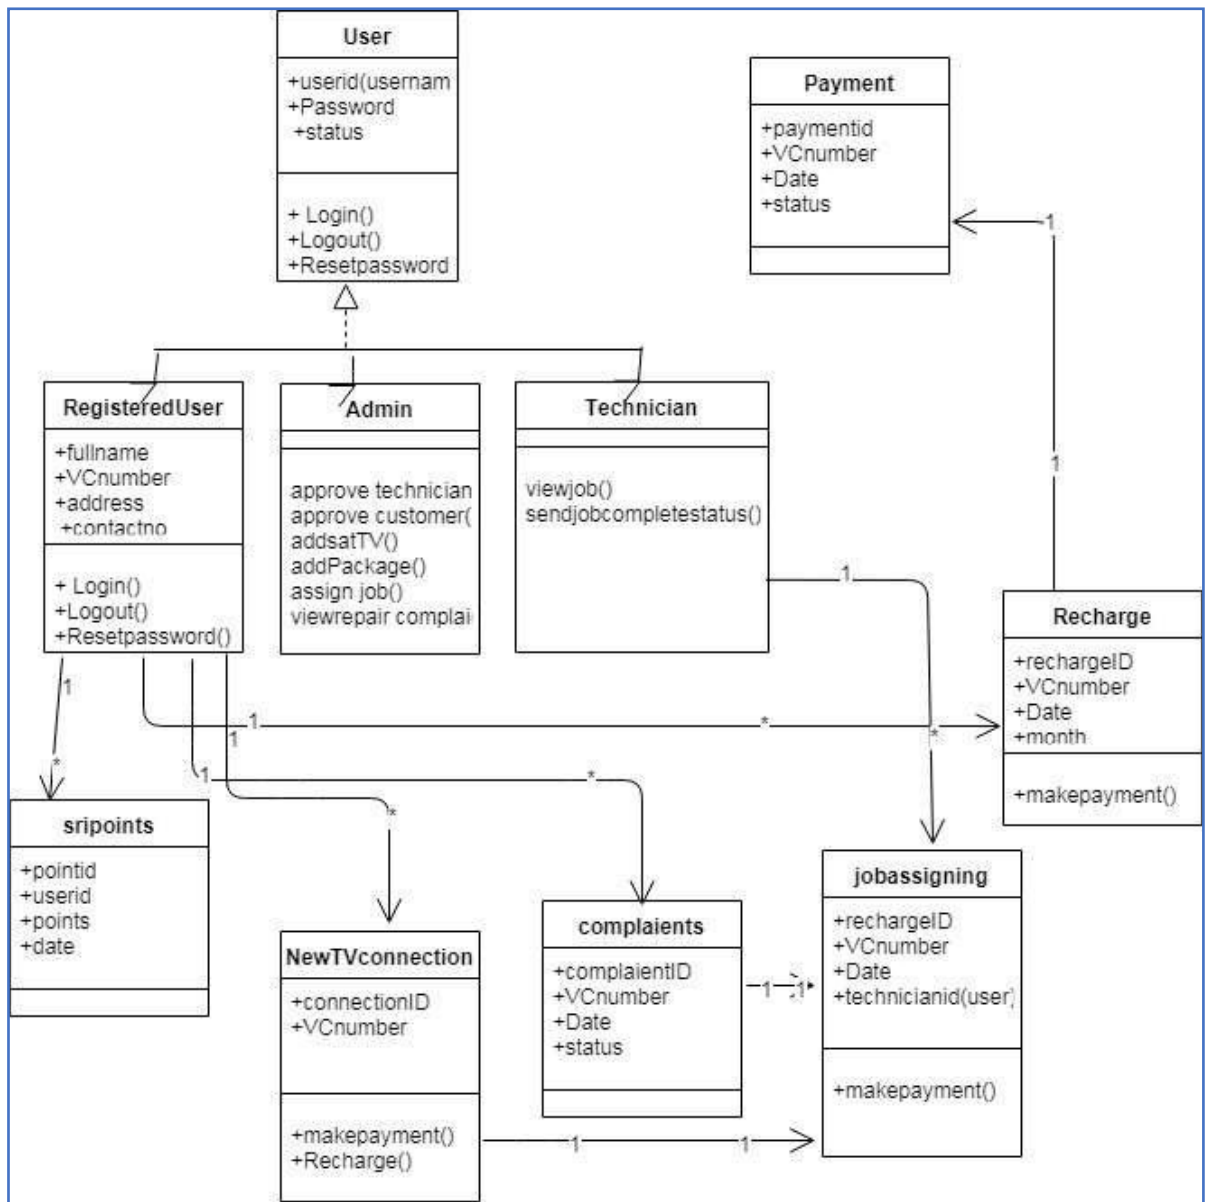 User
+userid(usernam
+Password
+status
+ Login()
+Logout()
+Resetpassword
Payment
+paymentid
+VCnumber
+Date
+status
1
1
RegisteredUser
+fullname
+VCnumber
+address
+contactno
+ Login()
+Logout()
+Resetpassword()
Admin
approve technician
approve customer(
addsatTV()
addPackage()
assign job()
viewrepair complai
Technician
viewjob()
sendjobcompletestatus()
1
*
Recharge
+rechargeID
+VCnumber
+Date
+month
+makepayment()
1
*
1
*
1
*
1
*
sripoints
+pointid
+userid
+points
+date
NewTVconnection
+connectionID
+VCnumber
+makepayment()
+Recharge()
complaients
+complaientID
+VCnumber
+Date
+status
1
1
jobassigning
+rechargeID
+VCnumber
+Date
+technicianid(user)
+makepayment()
1
1